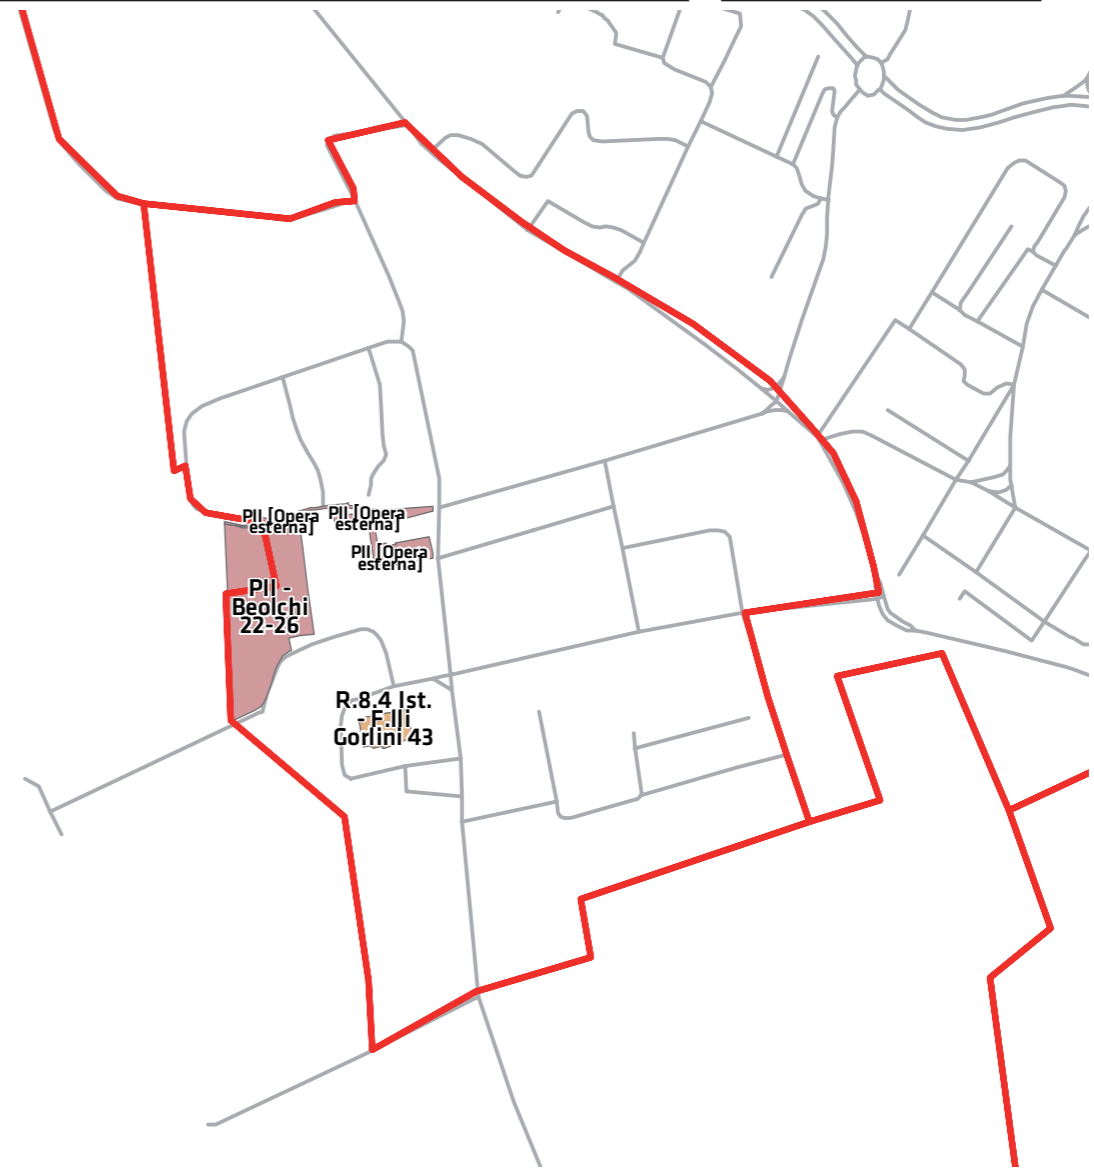 PII [Opera
esterna]
PII [Opera
esterna]
PII [Opera
esterna]
PII -
Beolchi
22-26
R.8.4 Ist.
- F.lli
Gorlini 43